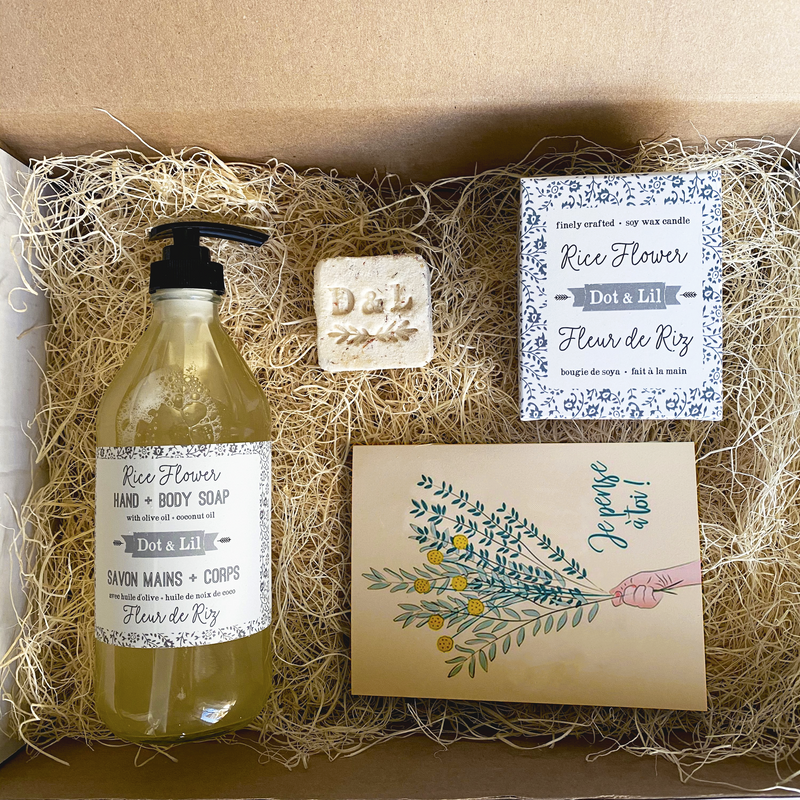 Rice Flower
HAND + BODY SOAP
with olive oil • coconut oil
Dot & Lil
SAVON MAINS + CORPS
avec huile d'olive • huile de noix de coco
Fleur de Riz
D & L
finely crafted • soy wax candle
Rice Flower
Dot & Lil
Fleur de Riz
bougie de soya • fait à la main
Je pense
à toi !